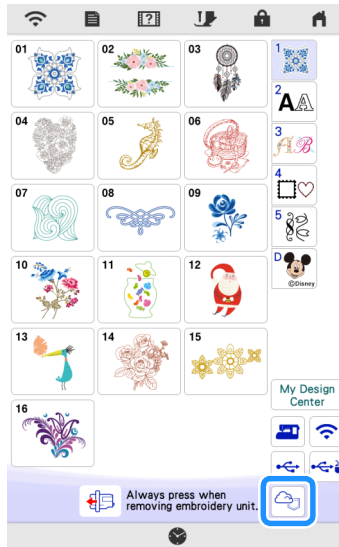 01 02 03 1
2
AA
3
AB
04 05 06
4
5
07 08 09
D
©Disney
10 11 12
13 14 15
My Design
Center
16
Always press when
removing embroidery unit.